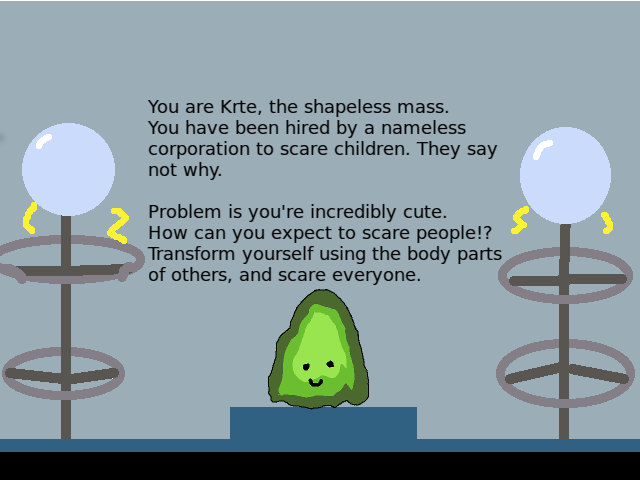 You are Krte, the shapeless mass.
You have been hired by a nameless
corporation to scare children. They say
not why.
Problem is you're incredibly cute.
How can you expect to scare people!?
Transform yourself using the body parts
of others, and scare everyone.